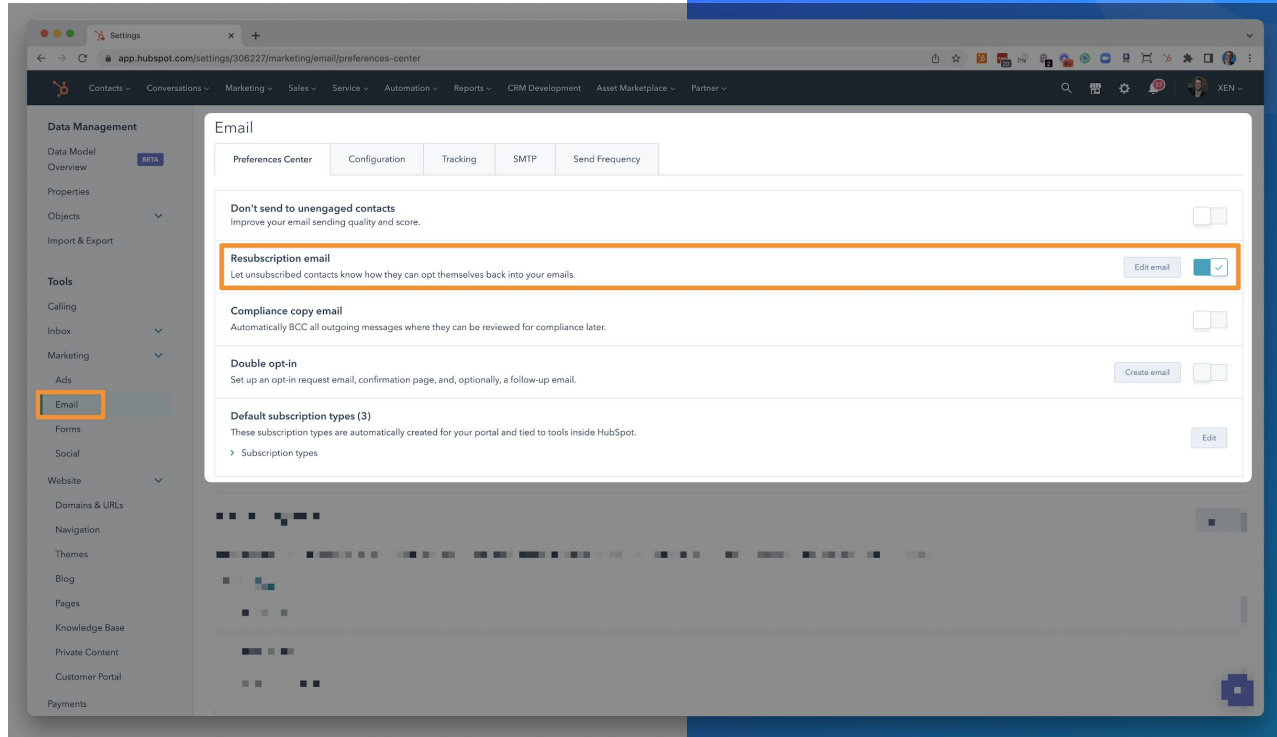 Settings
app.hubspot.com/settings/306227/marketing/email/preferences-center
Contacts Conversations Marketing Sales Service Automation Reports CRM Development Asset Marketplace Partner
XEN
Data Management
Data Model
Overview
BETA
Properties
Objects
Import & Export
Tools
Calling
Inbox
Marketing
Ads
Email
Forms
Social
Website
Domains & URLs
Navigation
Themes
Blog
Pages
Knowledge Base
Private Content
Customer Portal
Payments
Email
Preferences Center Configuration Tracking SMTP Send Frequency
Don't send to unengaged contacts
Improve your email sending quality and score.
Resubscription email
Let unsubscribed contacts know how they can opt themselves back into your emails.
Edit email
Compliance copy email
Automatically BCC all outgoing messages where they can be reviewed for compliance later.
Double opt-in
Set up an opt-in request email, confirmation page, and, optionally, a follow-up email.
Create email
Default subscription types (3)
These subscription types are automatically created for your portal and tied to tools inside HubSpot.
Edit
Subscription types